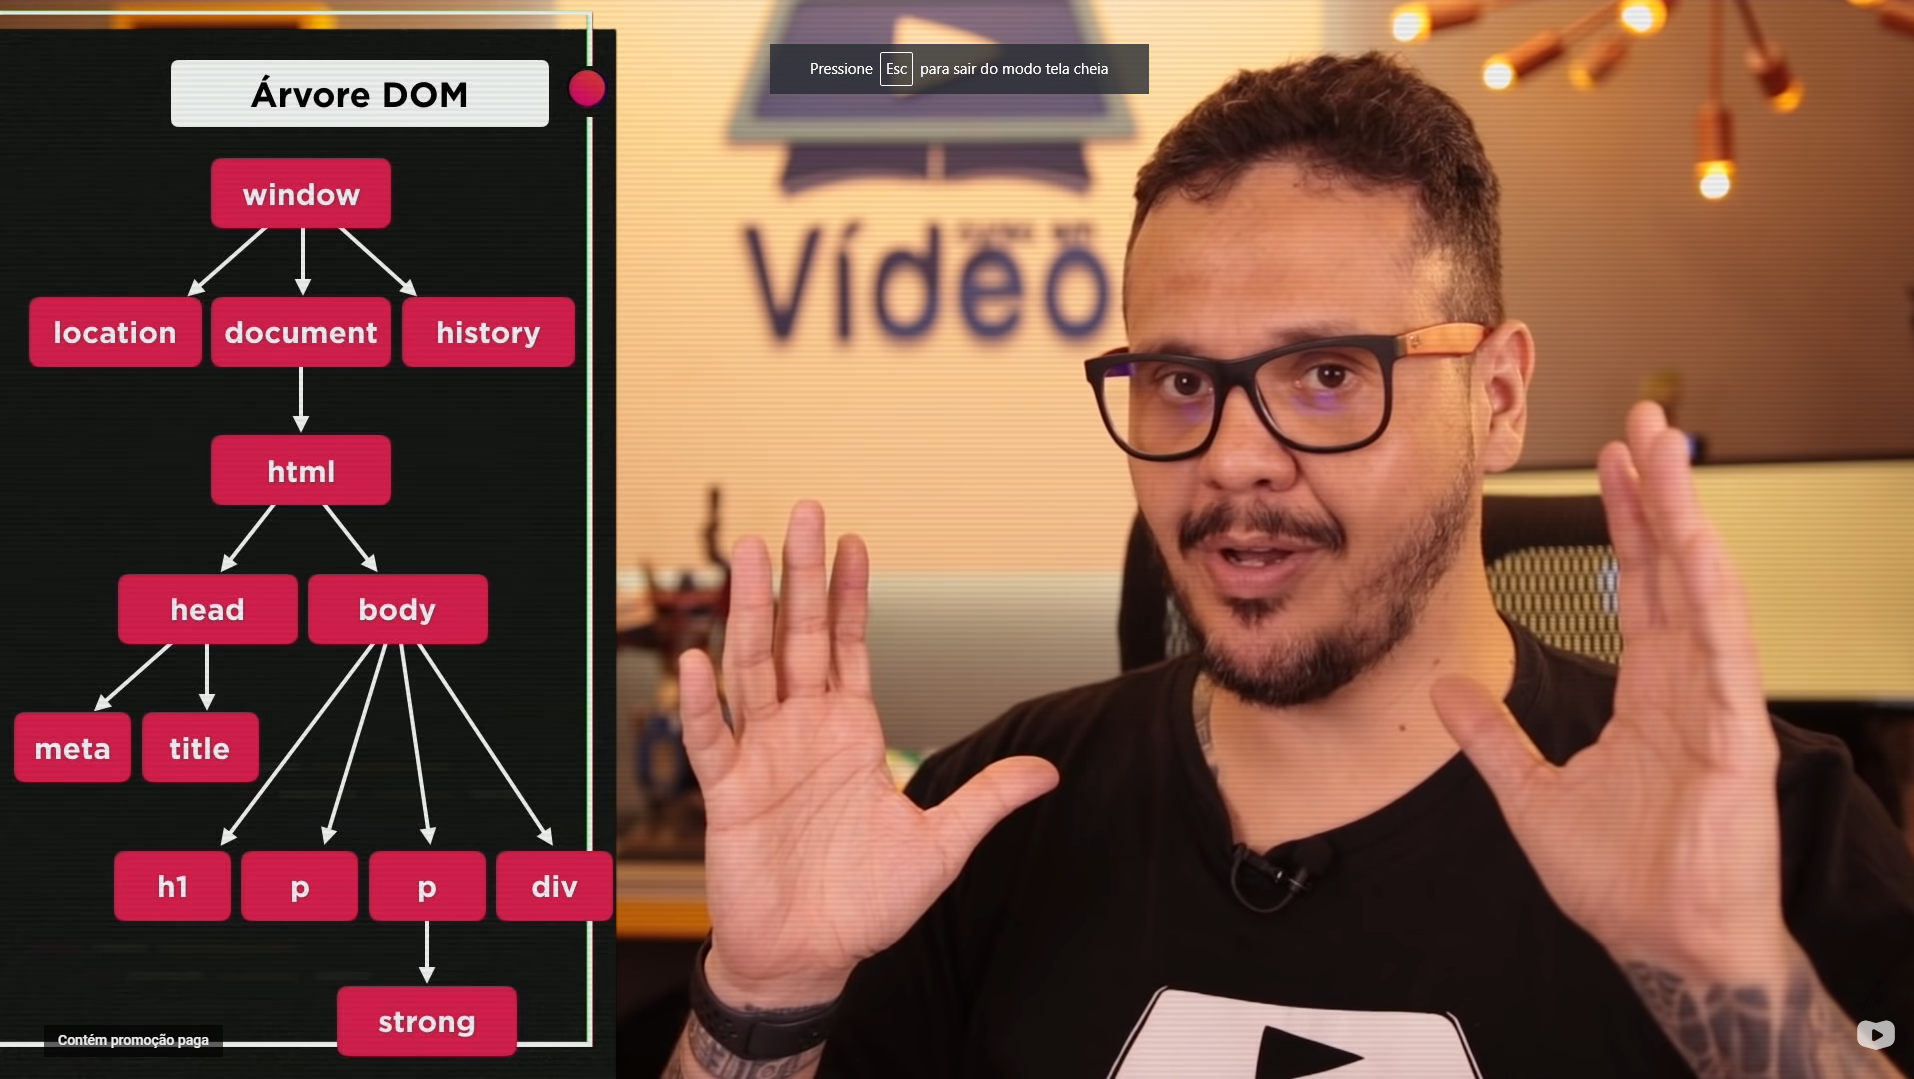 Árvore DOM
window
location
document
history
html
head
body
meta
title
h1
p
p
div
strong
Contém promoção paga
Pressione Esc para sair do modo tela cheia
Vídeo